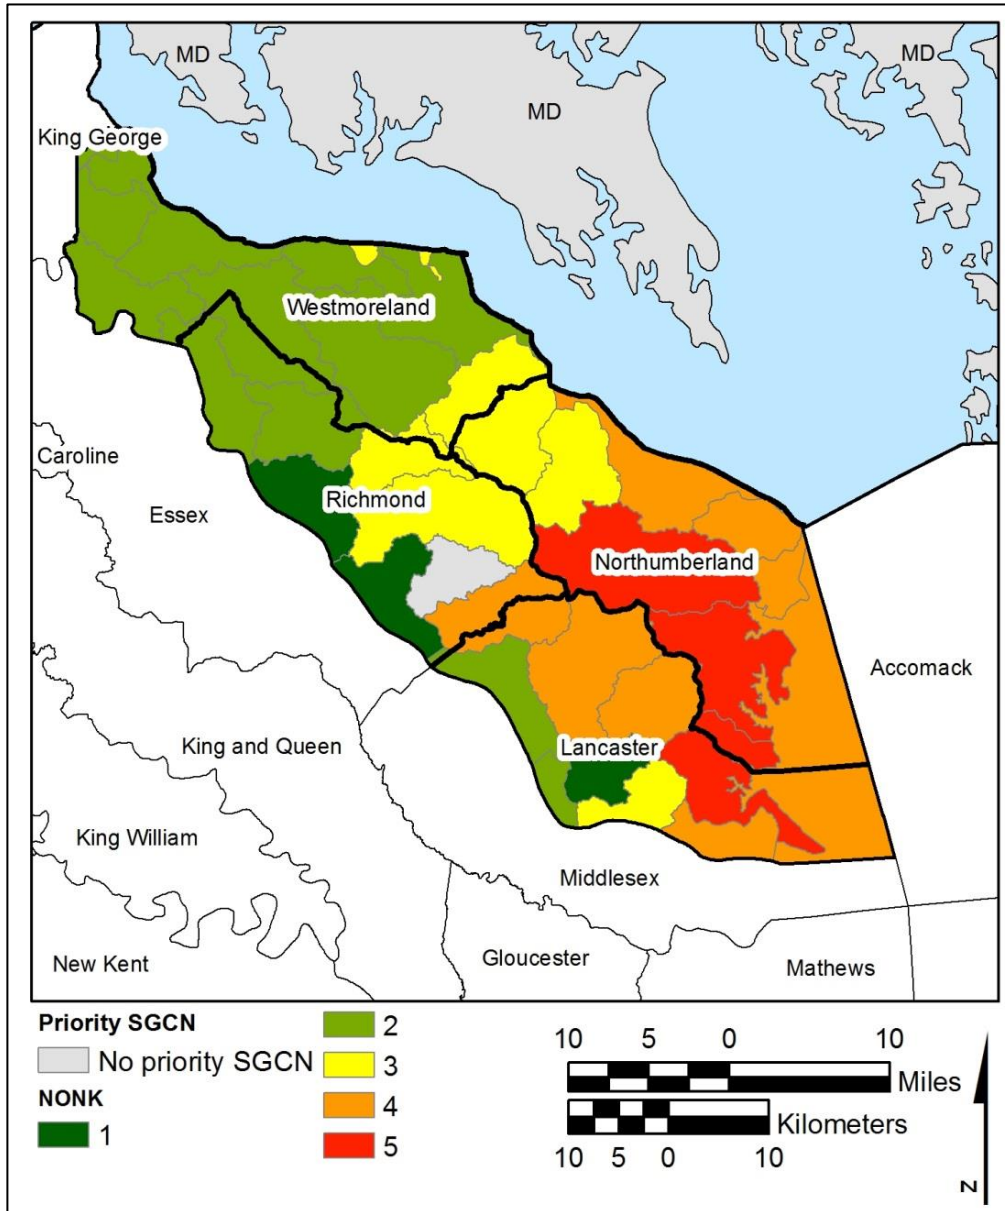 MD
MD
MD
King George
Westmoreland
Caroline
Essex
Richmond
Northumberland
Accomack
King and Queen
Lancaster
King William
Middlesex
New Kent
Gloucester
Mathews
Priority SGCN
No priority SGCN
NONK
1
2
3
4
5
10 5 0 10
Miles
Kilometers
10 5 0 10
N